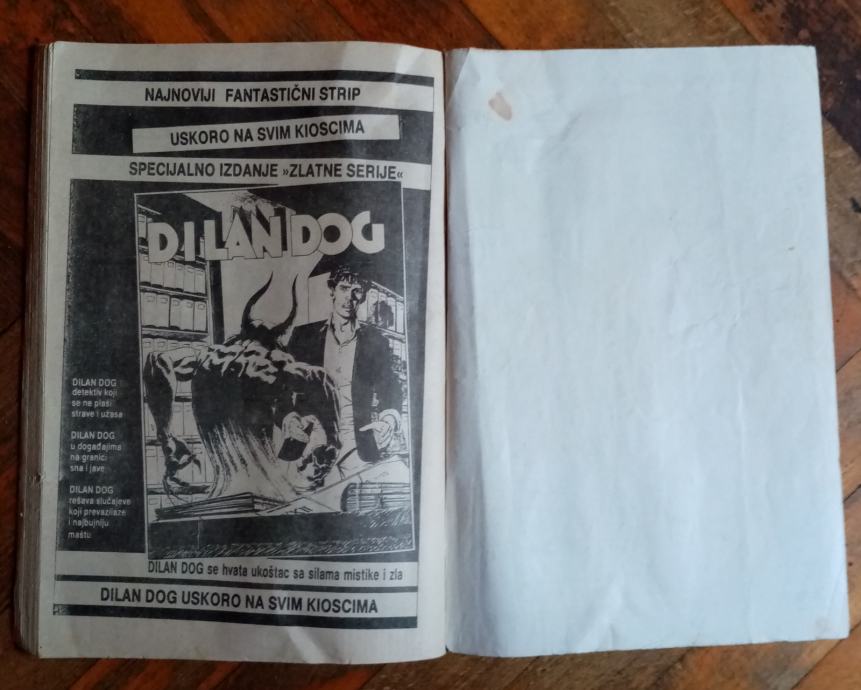 NAJNOVIJI FANTASTIČNI STRIP
USKORO NA SVIM KIOSCIMA
SPECIJALNO IZDANJE »ZLATNE SERIJE«
DILAN DOG
DILAN DOG
detektiv koji
se ne plaši
strave i užasa
DILAN DOG
u događajima
na granici
sna i jave
DILAN DOG
rešava slučajeve
koji prevazilaze
i najbujniju
maštu
DILAN DOG se hvata ukoštac sa silama mistike i zla
DILAN DOG USKORO NA SVIM KIOSCIMA